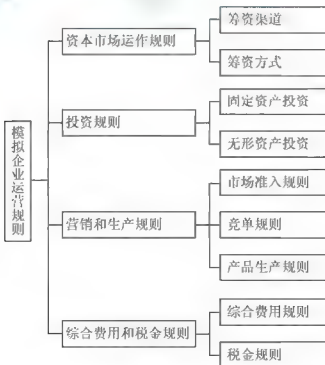 模拟企业运营规则
资本市场运作规则
筹资渠道
筹资方式
投资规则
固定资产投资
无形资产投资
营销和生产规则
市场准入规则
竞单规则
产品生产规则
综合费用和税金规则
综合费用规则
税金规则